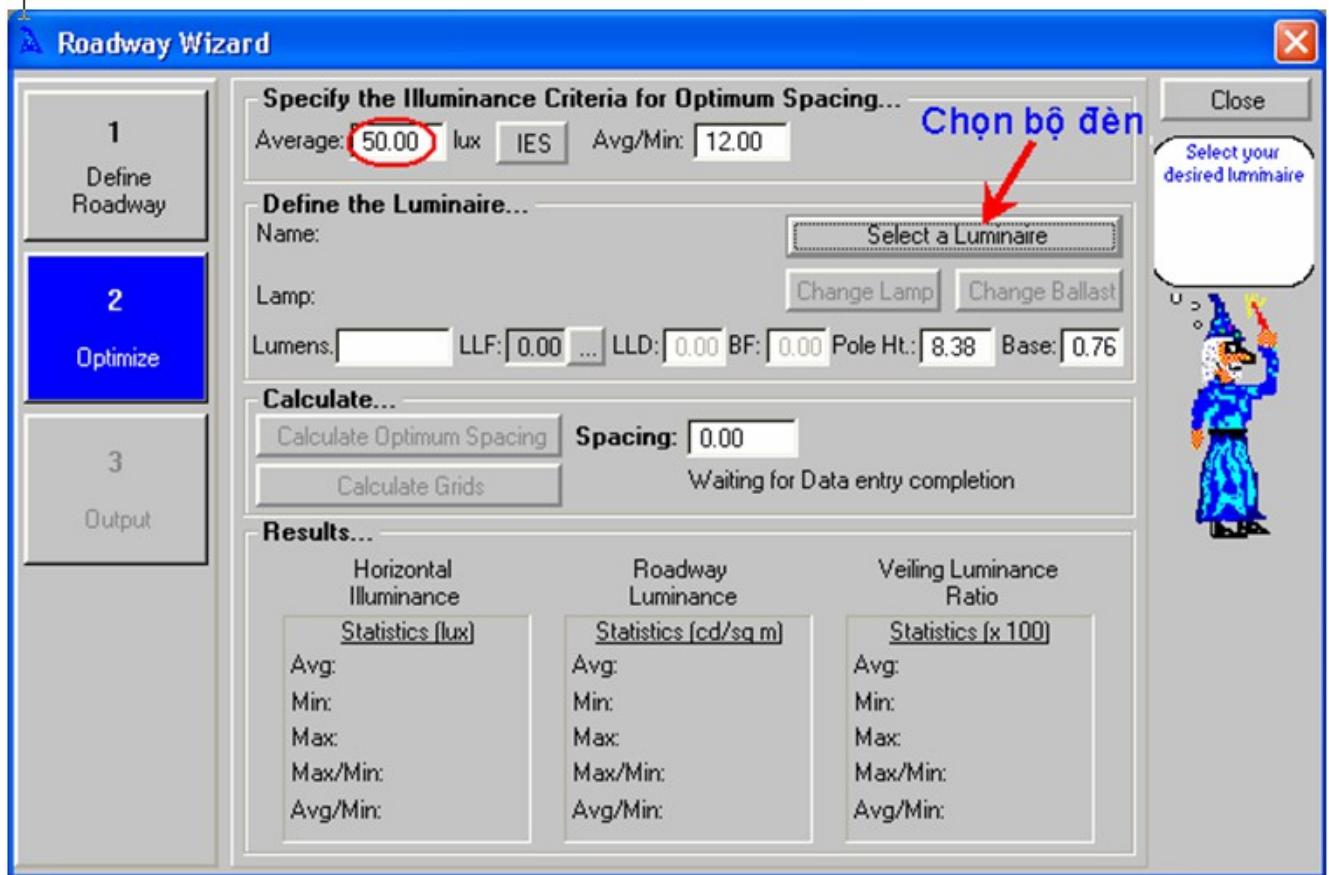 Roadway Wizard
1
Define
Roadway
2
Optimize
3
Output
Specify the Illuminance Criteria for Optimum Spacing...
Average: 50.00 lux IES Avg/Min: 12.00
Chọn bộ đèn
Define the Luminaire...
Name:
Select a Luminaire
Lamp:
Change Lamp Change Ballast
Lumens. LLF: 0.00 ... LLD: 0.00 BF: 0.00 Pole Ht.: 8.38 Base: 0.76
Calculate...
Calculate Optimum Spacing Spacing: 0.00
Calculate Grids Waiting for Data entry completion
Results...
Horizontal
Illuminance
Statistics (lux)
Avg:
Min:
Max:
Max/Min:
Avg/Min:
Roadway
Luminance
Statistics (cd/sq m)
Avg:
Min:
Max:
Max/Min:
Avg/Min:
Veiling Luminance
Ratio
Statistics (x 100)
Avg:
Min:
Max:
Max/Min:
Avg/Min:
Close
Select your
desired luminaire